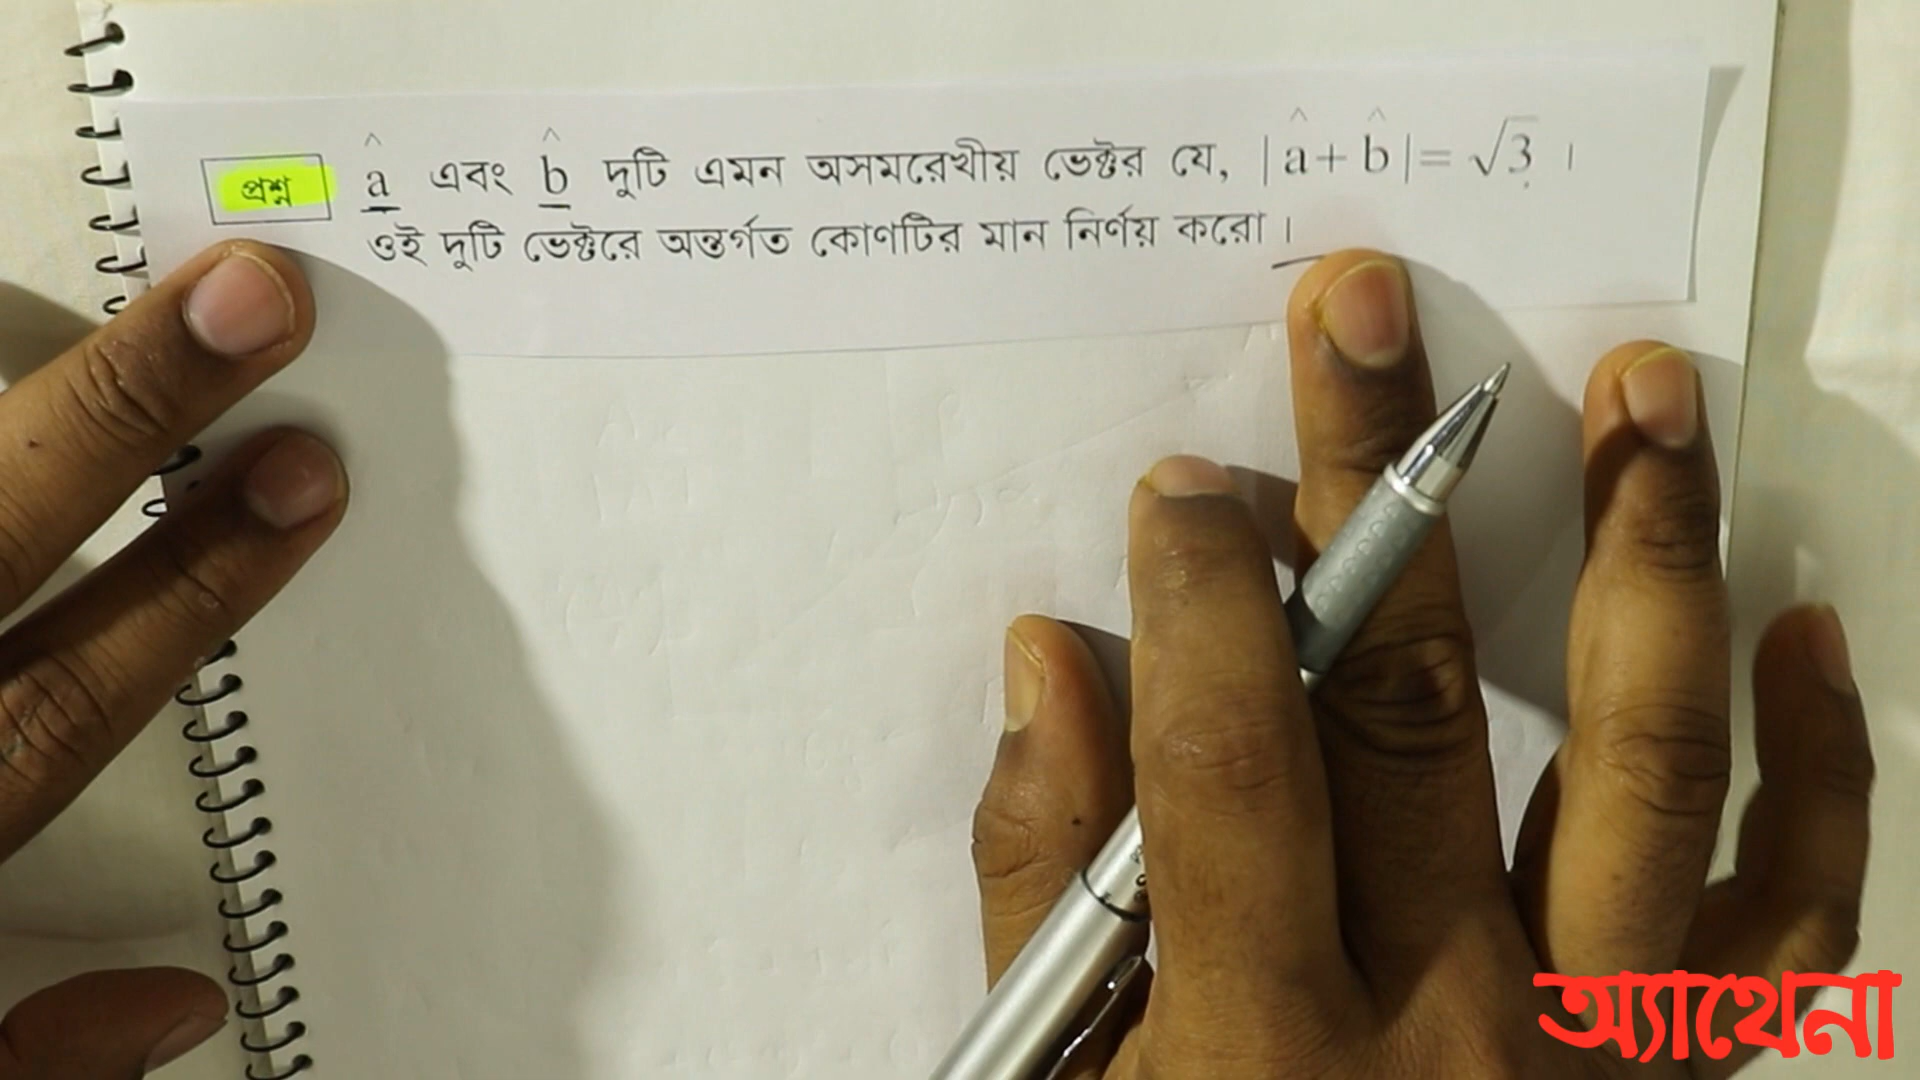 প্রশ্ন â এবং b̂ দুটি এমন অসমরেখীয় ভেক্টর যে, |â + b̂| = √3 ।
ওই দুটি ভেক্টরে অন্তর্গত কোণটির মান নির্ণয় করো।
অ্যাথেনা